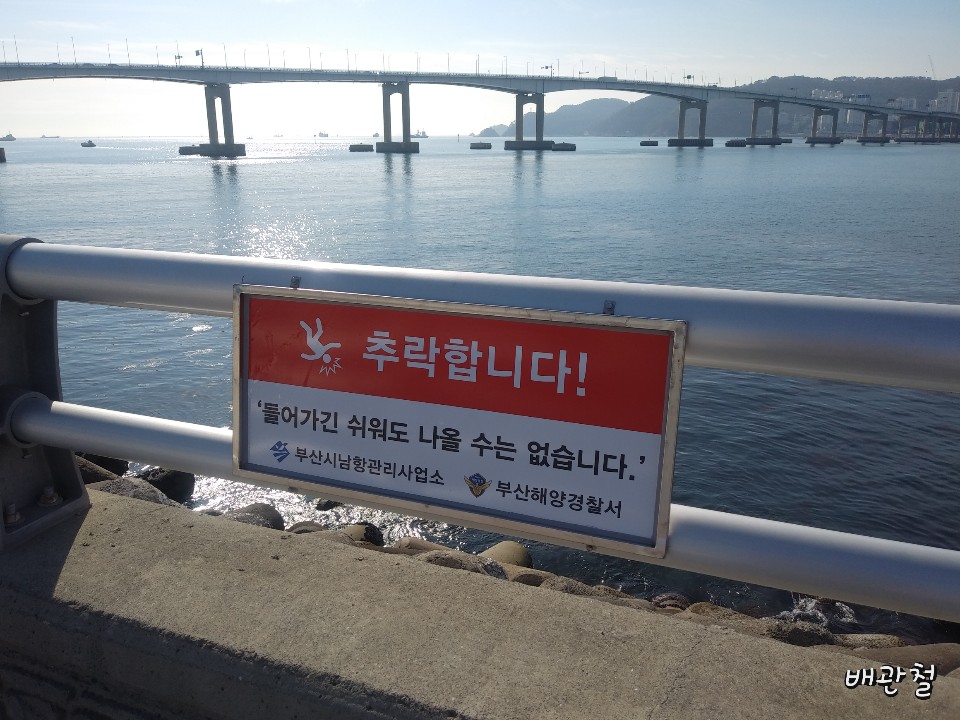 추락합니다!
'들어가긴 쉬워도 나올 수는 없습니다.'
부산시남항관리사업소 부산해양경찰서
배관철